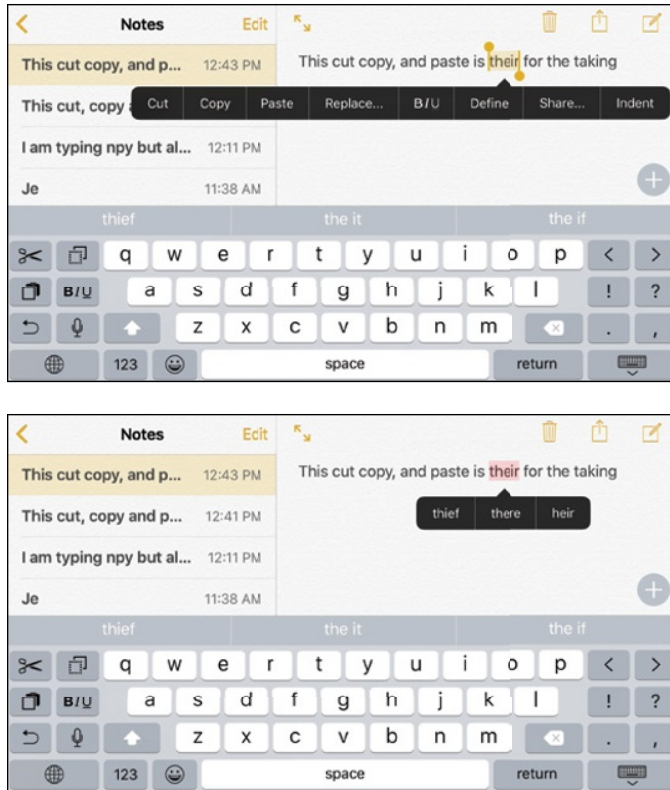 Notes Edit
This cut copy, and p... 12:43 PM
This cut copy, and paste is their for the taking
This cut, copy a
Cut Copy Paste Replace... B/U Define Share... Indent
I am typing npy but al... 12:11 PM
Je 11:38 AM
thief the it the if
q w e r t y u i o p < >
B/U a s d f g h j k l ! ?
z x c v b n m . ,
123 space return
Notes Edit
This cut copy, and p... 12:43 PM
This cut copy, and paste is their for the taking
This cut, copy and p... 12:41 PM
thief there heir
I am typing npy but al... 12:11 PM
Je 11:38 AM
thief the it the if
q w e r t y u i o p < >
B/U a s d f g h j k l ! ?
z x c v b n m . ,
123 space return